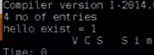 Compiler version I-2014.
4 no of entries
hello exist = 1
V C S   S i m
Time: 0